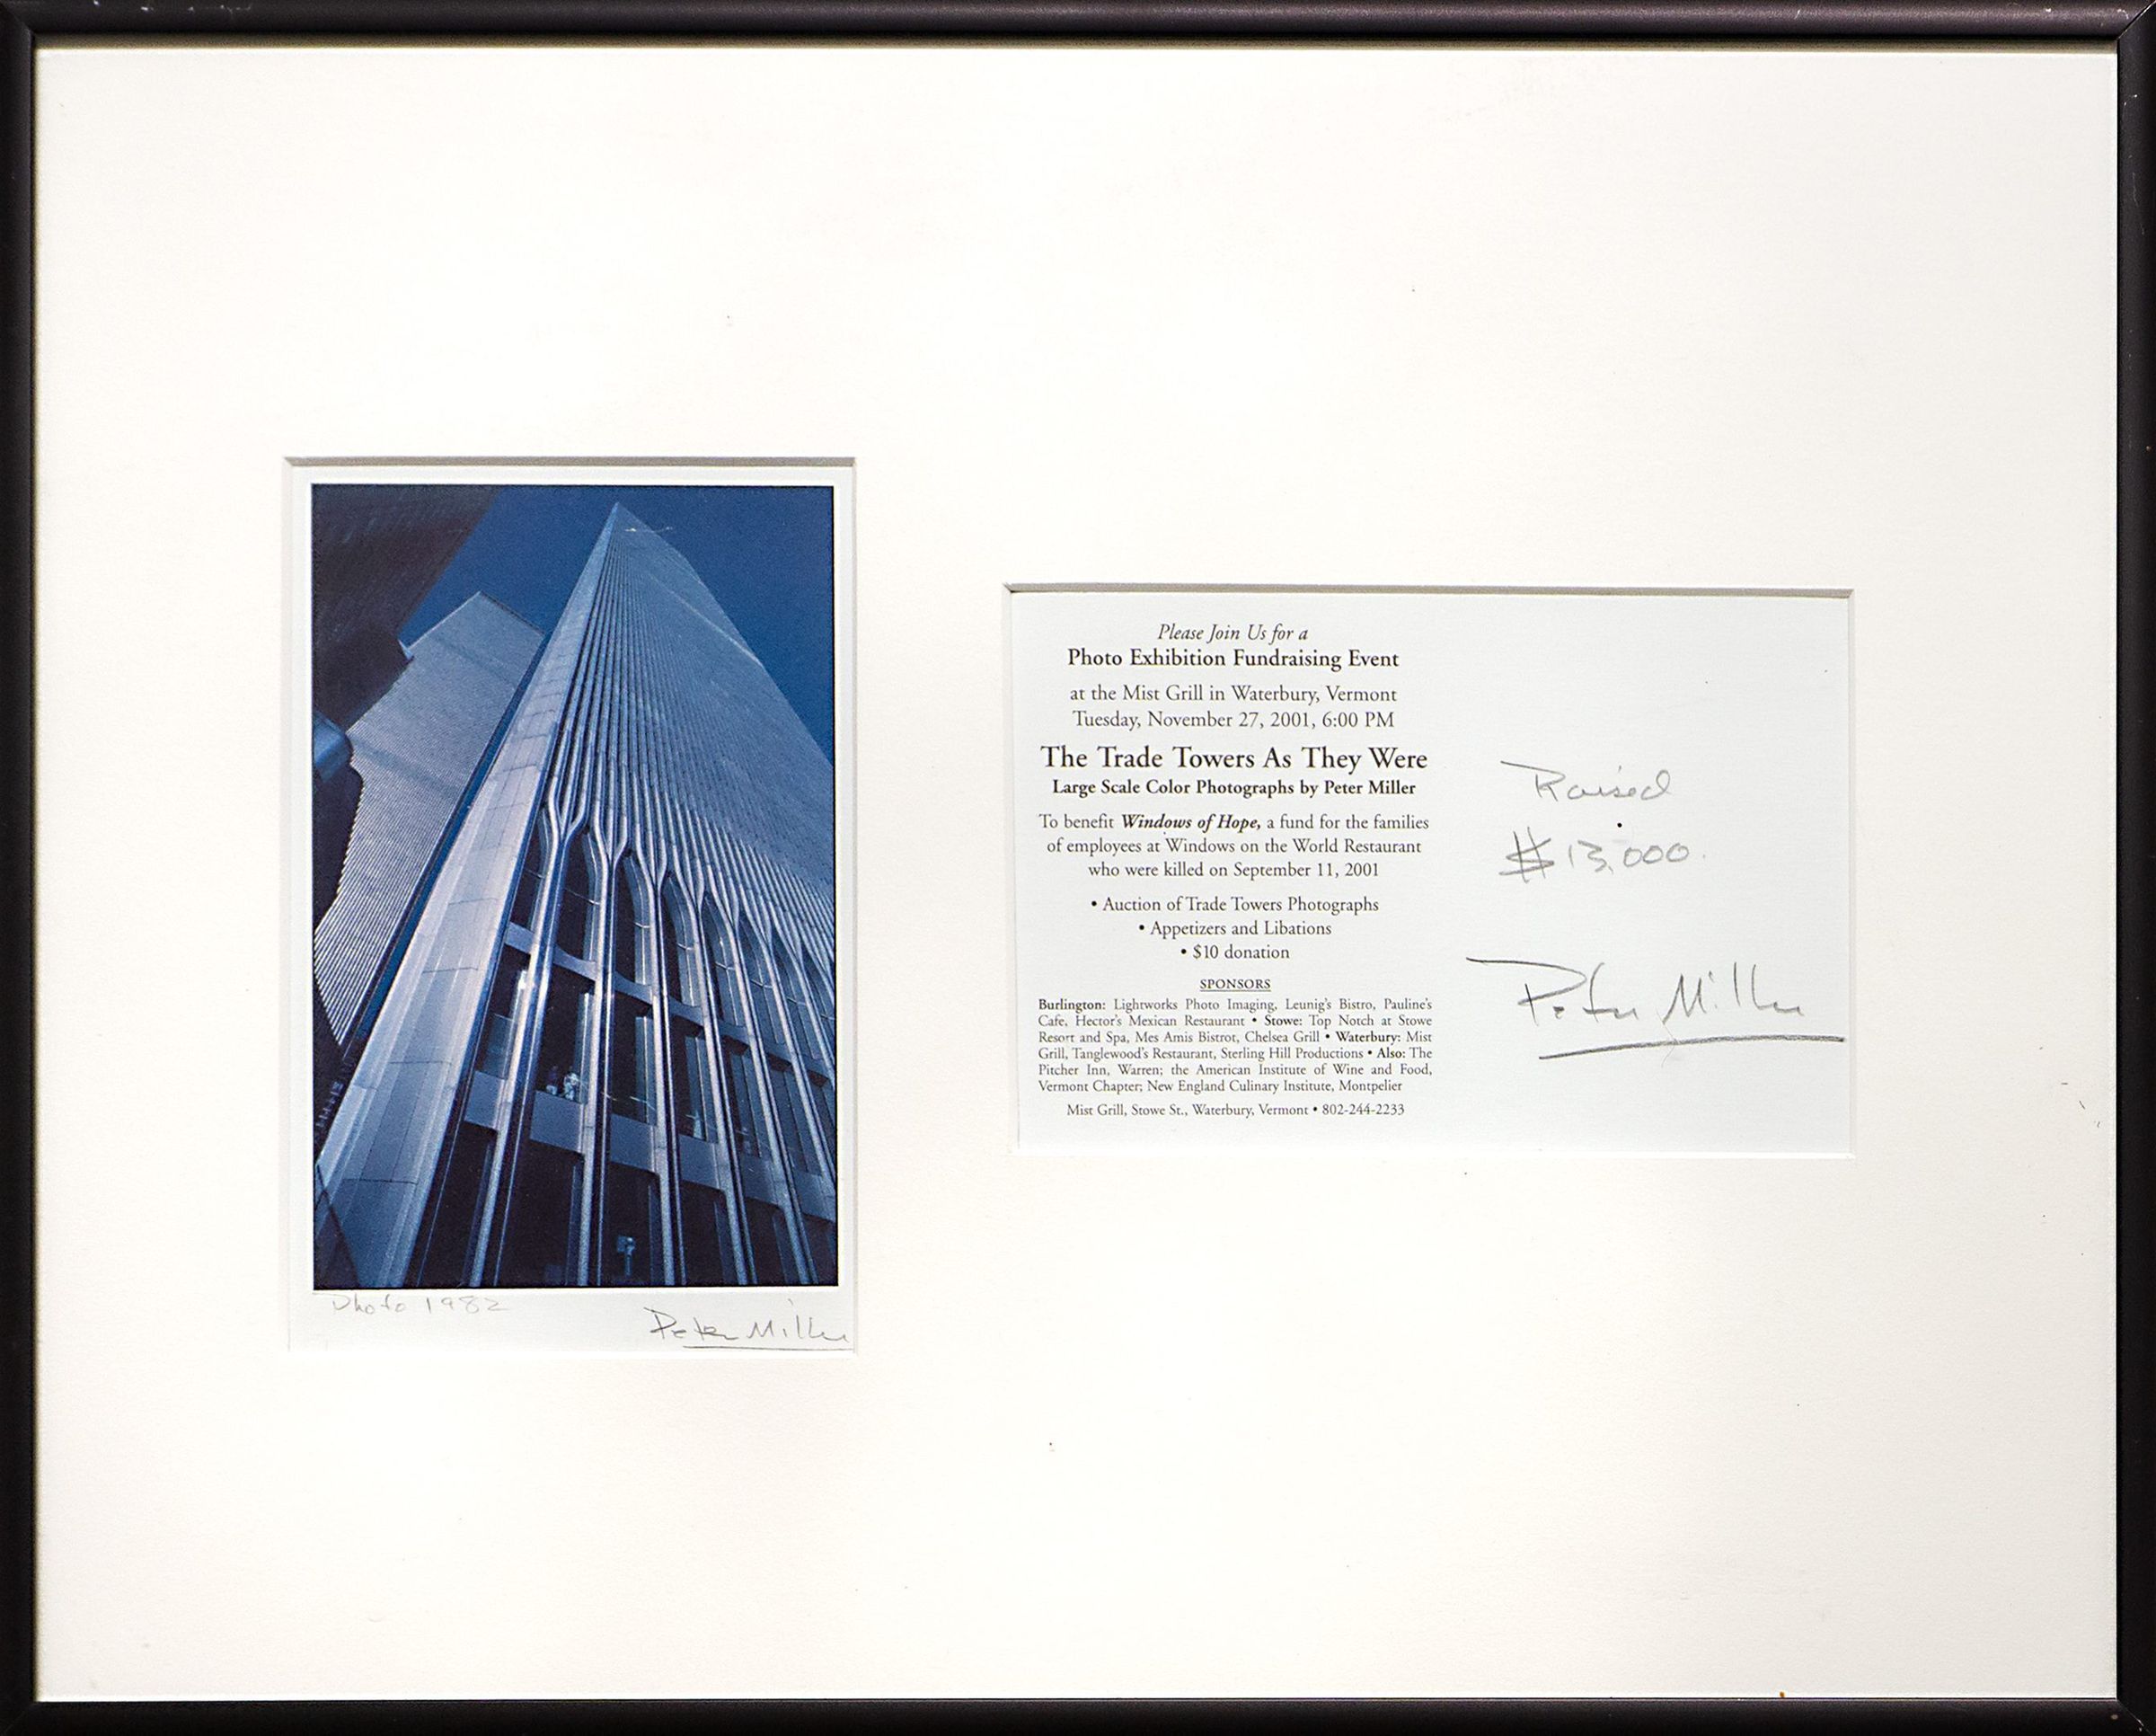 Photo 1982
Peter Miller
Please Join Us for a
Photo Exhibition Fundraising Event
at the Mist Grill in Waterbury, Vermont
Tuesday, November 27, 2001, 6:00 PM
The Trade Towers As They Were
Large Scale Color Photographs by Peter Miller
To benefit Windows of Hope, a fund for the families
of employees at Windows on the World Restaurant
who were killed on September 11, 2001
• Auction of Trade Towers Photographs
• Appetizers and Libations
• $10 donation
SPONSORS
Burlington: Lightworks Photo Imaging, Leunig's Bistro, Pauline's
Cafe, Hector's Mexican Restaurant • Stowe: Top Notch at Stowe
Resort and Spa, Mes Amis Bistrot, Chelsea Grill • Waterbury: Mist
Grill, Tanglewood's Restaurant, Sterling Hill Productions • Also: The
Pitcher Inn, Warren; the American Institute of Wine and Food,
Vermont Chapter; New England Culinary Institute, Montpelier
Mist Grill, Stowe St., Waterbury, Vermont • 802-244-2233
Raised
$13,000.
Peter Miller